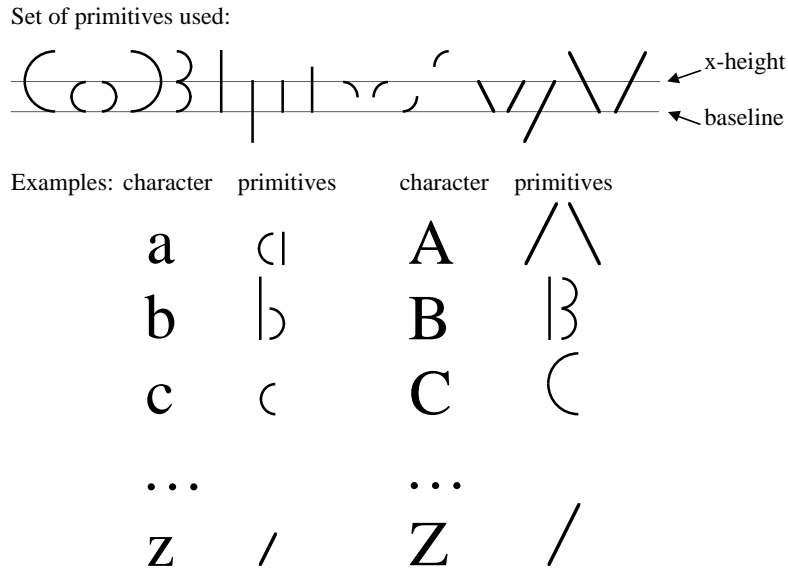 Set of primitives used:
x-height
baseline
Examples: character primitives character primitives
a A
b B
c C
... ...
z Z